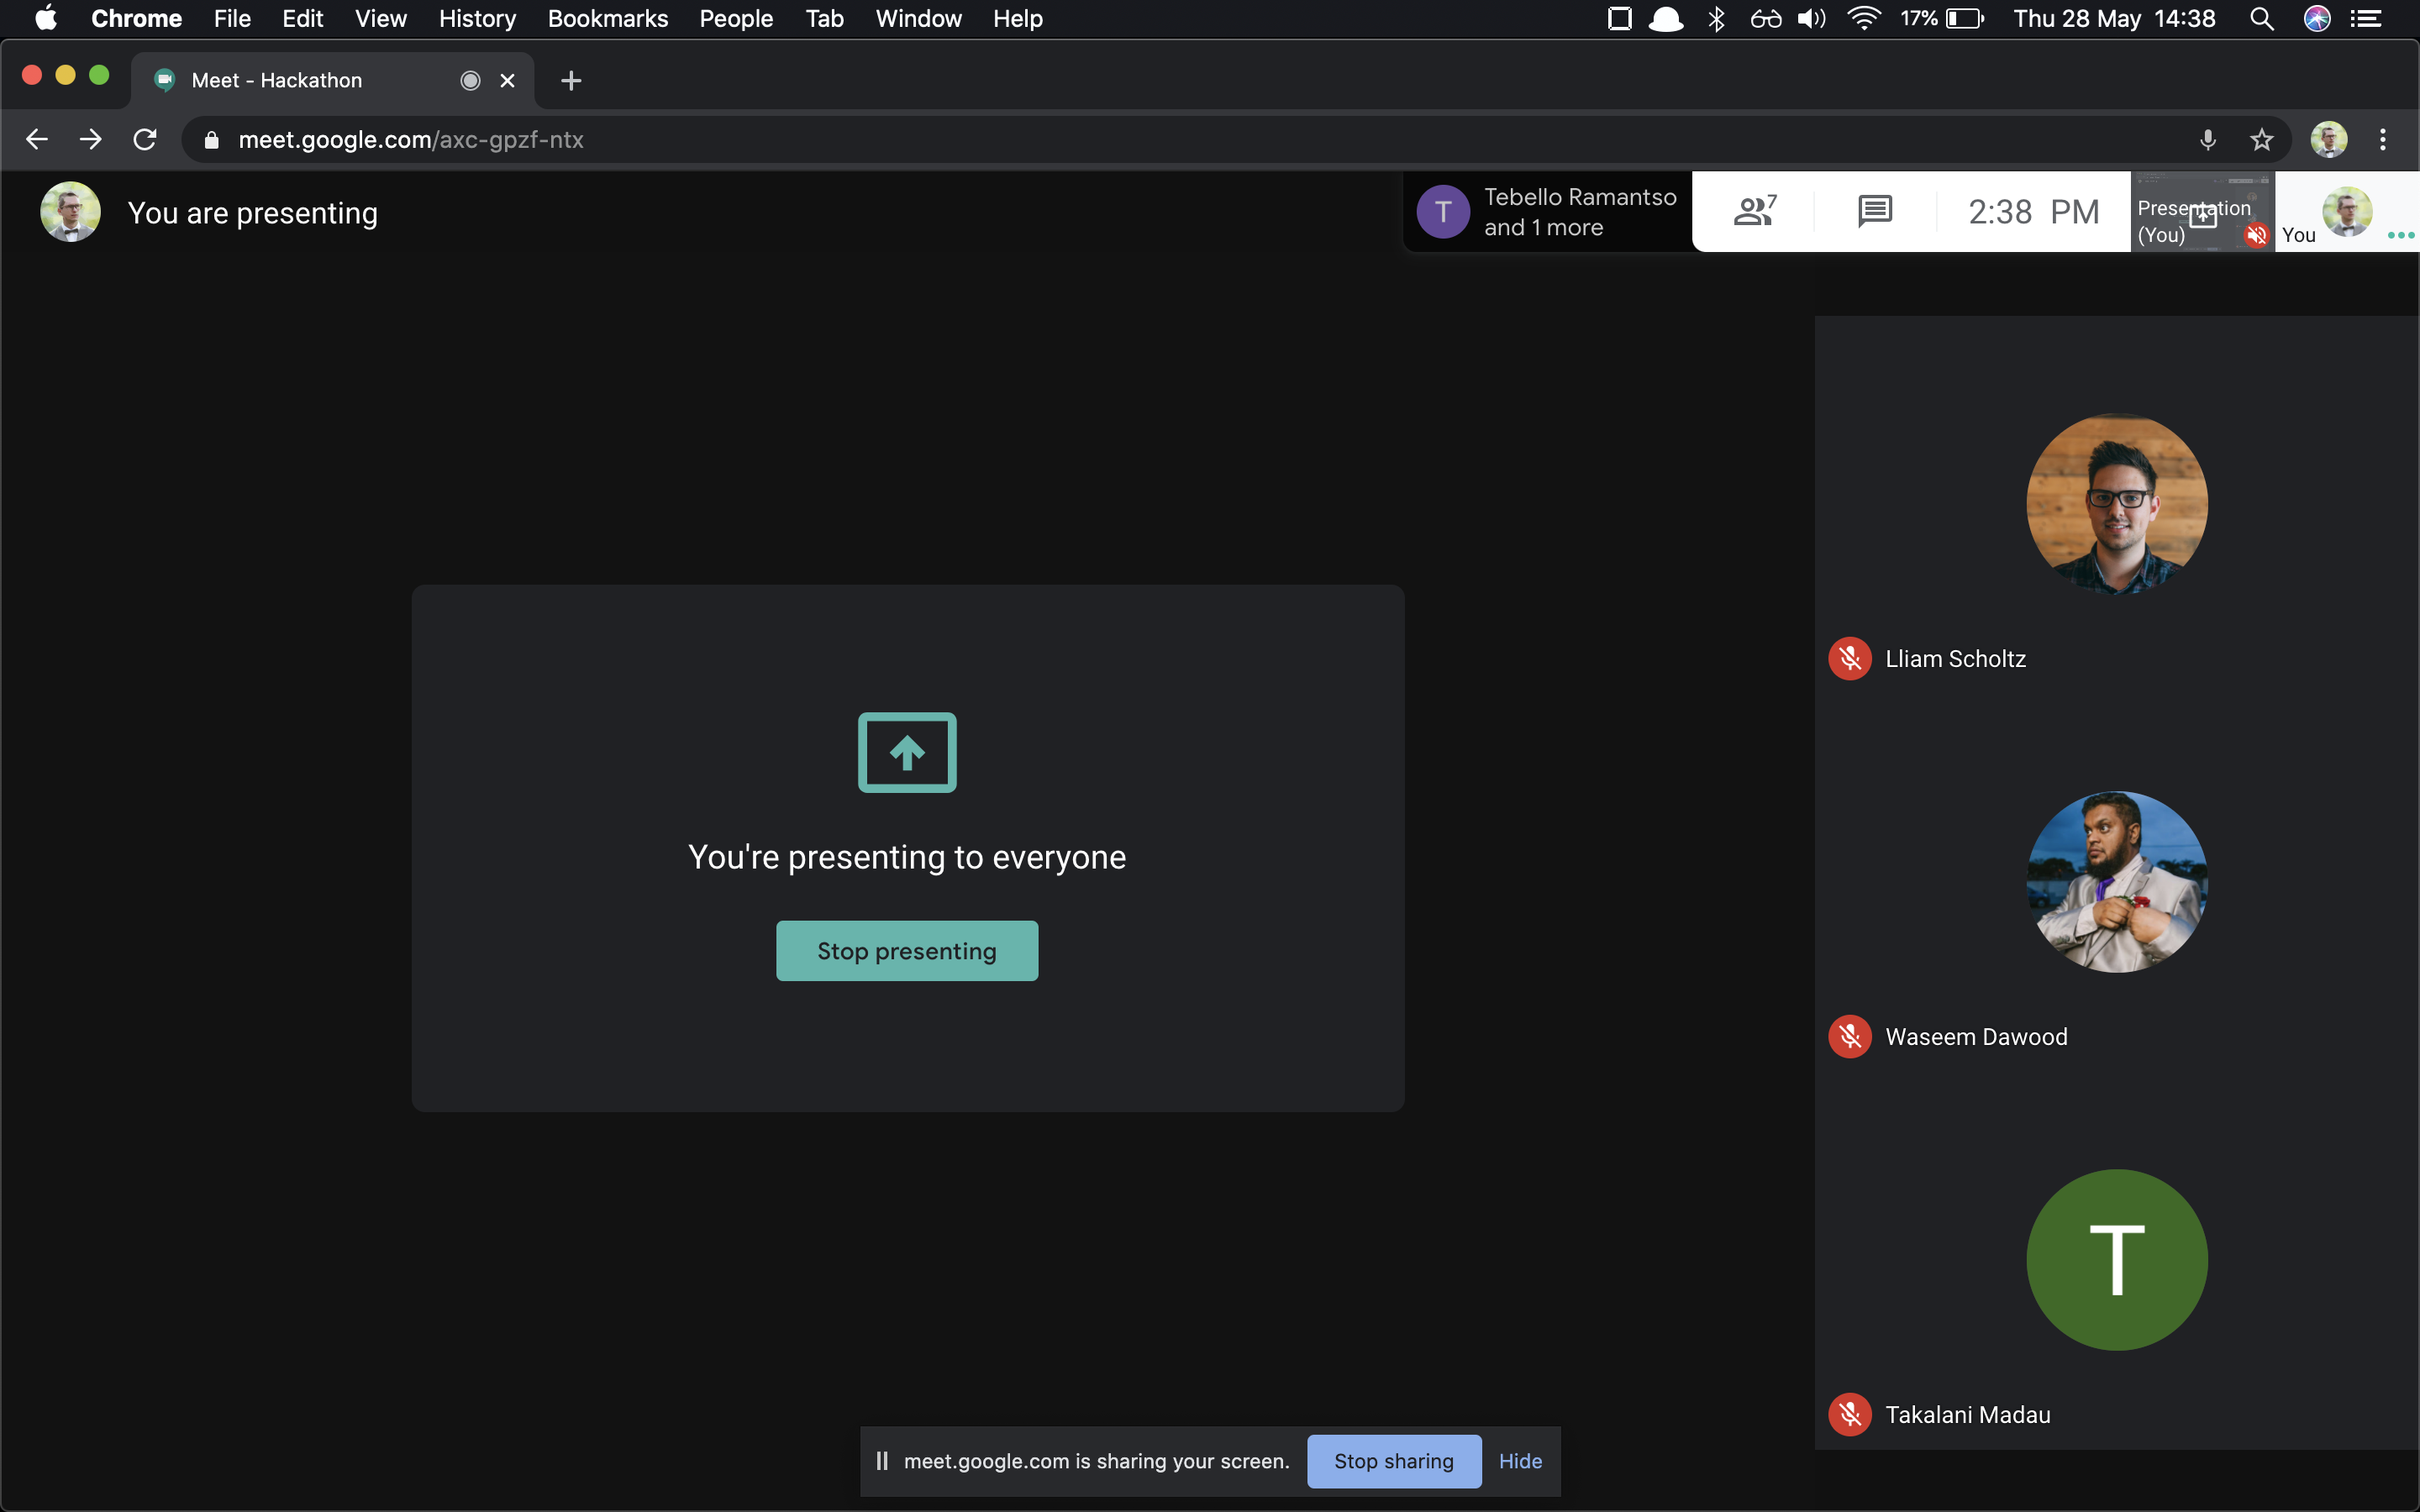 Chrome File Edit View History Bookmarks People Tab Window Help 17% Thu 28 May 14:38
Meet - Hackathon
meet.google.com/axc-gpzf-ntx
You are presenting
T
Tebello Ramantso
and 1 more
7
2:38 PM
Presentation
(You)
You
Lliam Scholtz
You're presenting to everyone
Stop presenting
Waseem Dawood
T
Takalani Madau
meet.google.com is sharing your screen. Stop sharing Hide